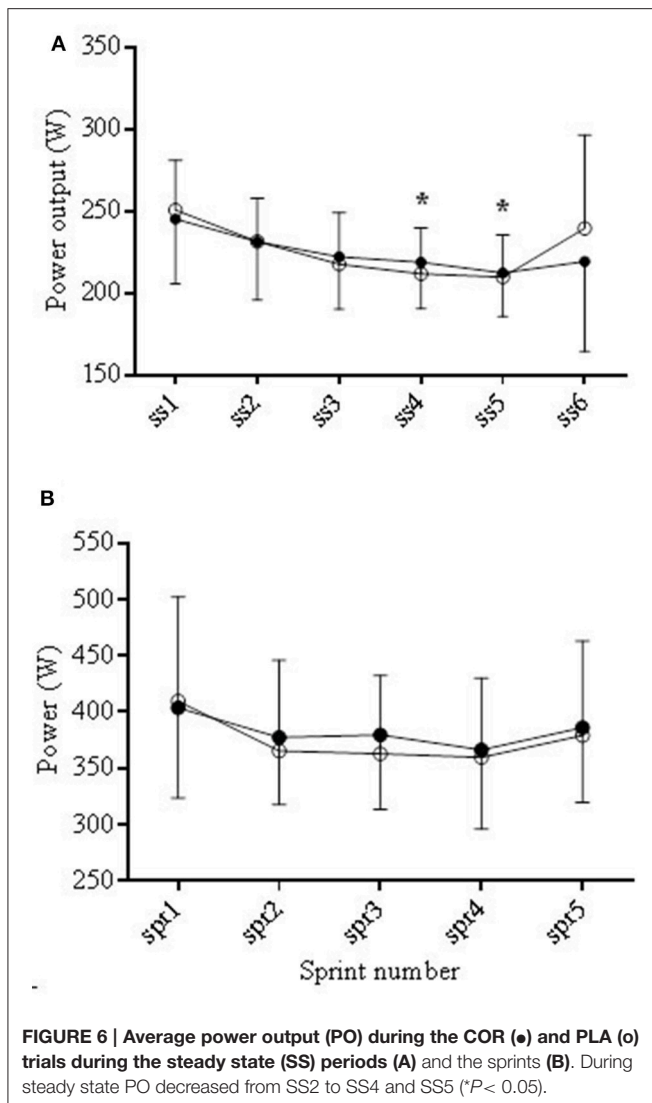 A
350
300
250
200
150
Power output (W)
* *
ss1 ss2 ss3 ss4 ss5 ss6
B
550
500
450
400
350
300
250
Power (W)
spr1 spr2 spr3 spr4 spr5
Sprint number
-
FIGURE 6 | Average power output (PO) during the COR (●) and PLA (o)
trials during the steady state (SS) periods (A) and the sprints (B). During
steady state PO decreased from SS2 to SS4 and SS5 (*P< 0.05).